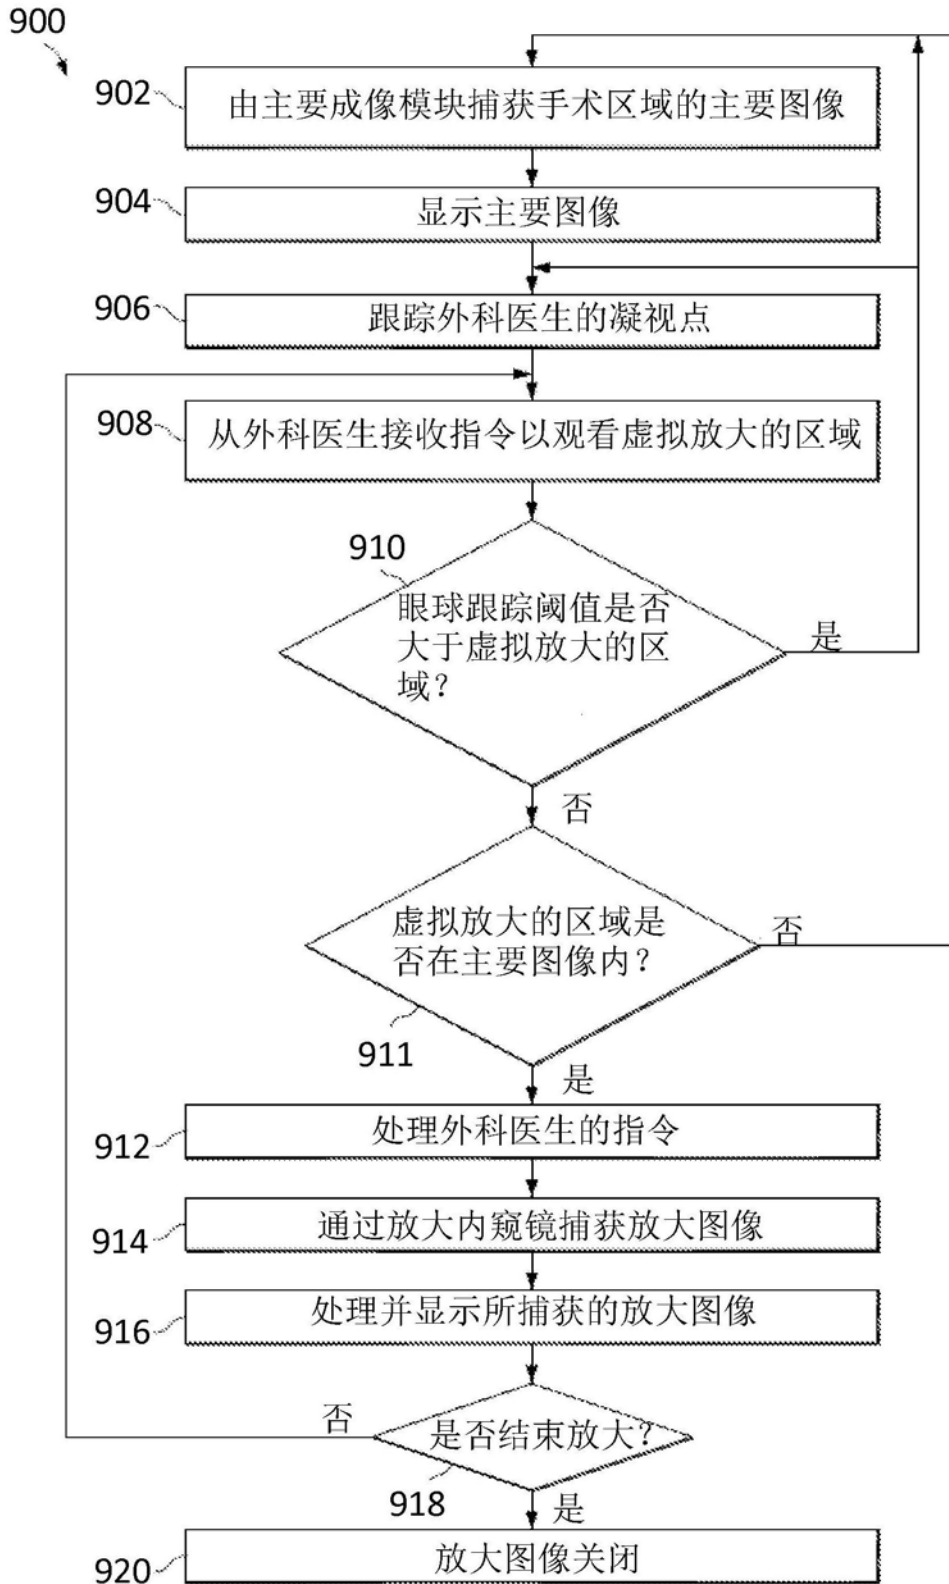 900
902
由主要成像模块捕获手术区域的主要图像
904
显示主要图像
906
跟踪外科医生的凝视点
908
从外科医生接收指令以观看虚拟放大的区域
910
眼球跟踪阈值是否
大于虚拟放大的区
域？
是
否
虚拟放大的区域是
否在主要图像内？
否
911
是
912
处理外科医生的指令
914
通过放大内窥镜捕获放大图像
916
处理并显示所捕获的放大图像
否
是否结束放大？
918
是
920
放大图像关闭